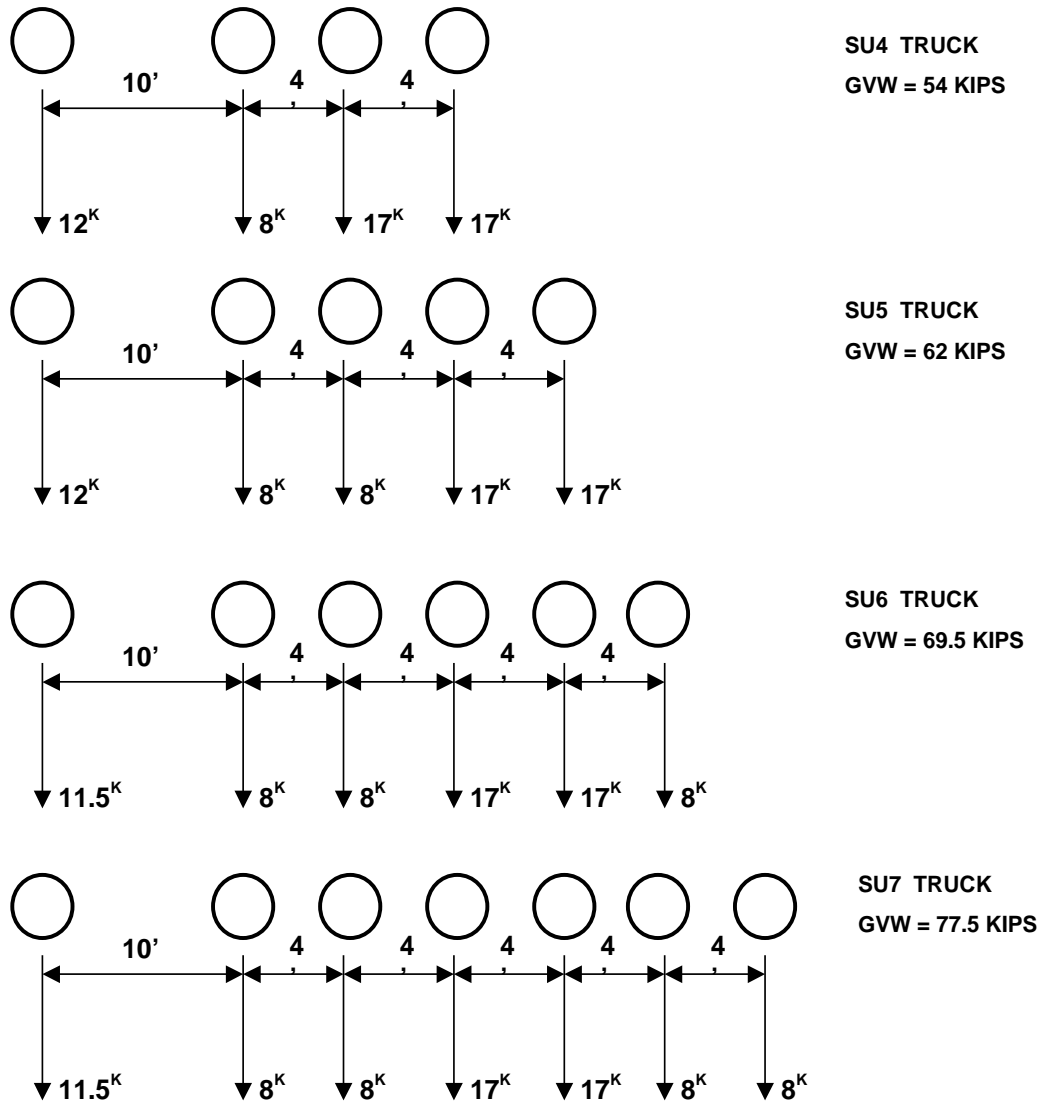 SU4 TRUCK
GVW = 54 KIPS
10’ 4’ 4’
12K 8K 17K 17K
SU5 TRUCK
GVW = 62 KIPS
10’ 4’ 4’ 4’
12K 8K 8K 17K 17K
SU6 TRUCK
GVW = 69.5 KIPS
10’ 4’ 4’ 4’ 4’
11.5K 8K 8K 17K 17K 8K
SU7 TRUCK
GVW = 77.5 KIPS
10’ 4’ 4’ 4’ 4’ 4’
11.5K 8K 8K 17K 17K 8K 8K